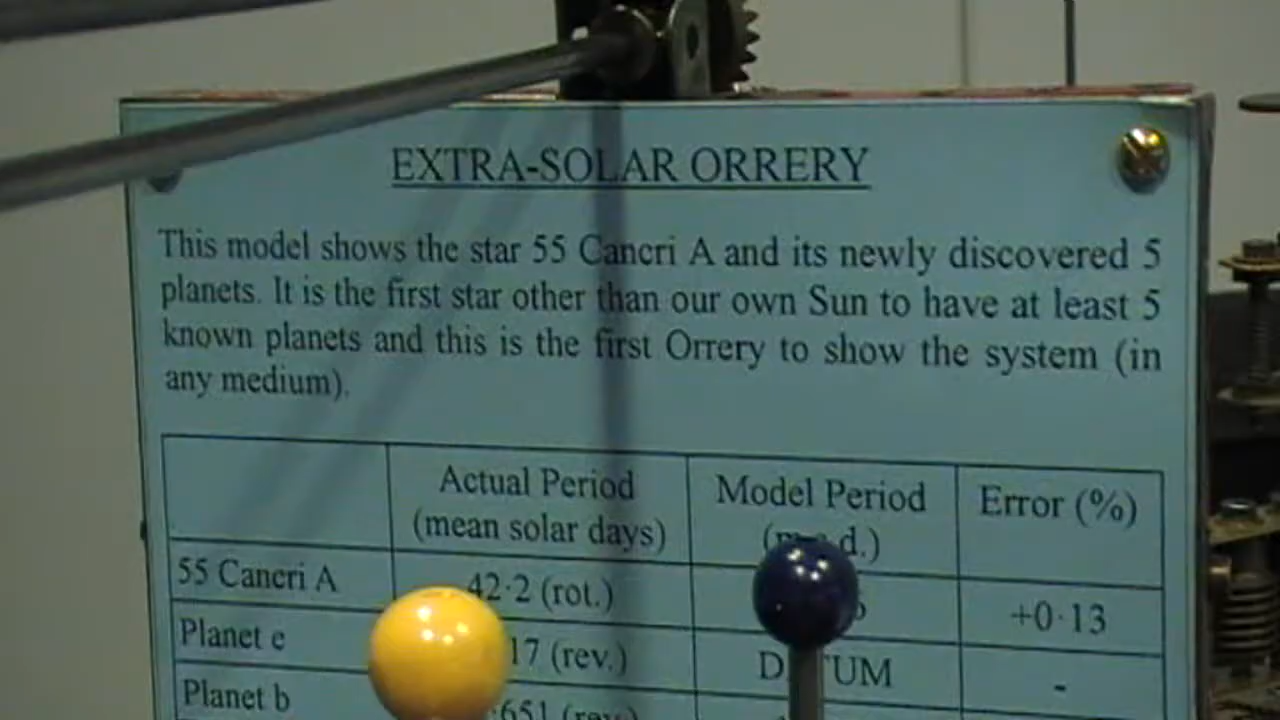 EXTRA-SOLAR ORRERY
This model shows the star 55 Cancri A and its newly discovered 5
planets. It is the first star other than our own Sun to have at least 5
known planets and this is the first Orrery to show the system (in
any medium).
Actual Period
(mean solar days)
Model Period
Error (%)
55 Cancri A
42·2 (rot.)
+0·13
Planet e
17 (rev.)
-
Planet b